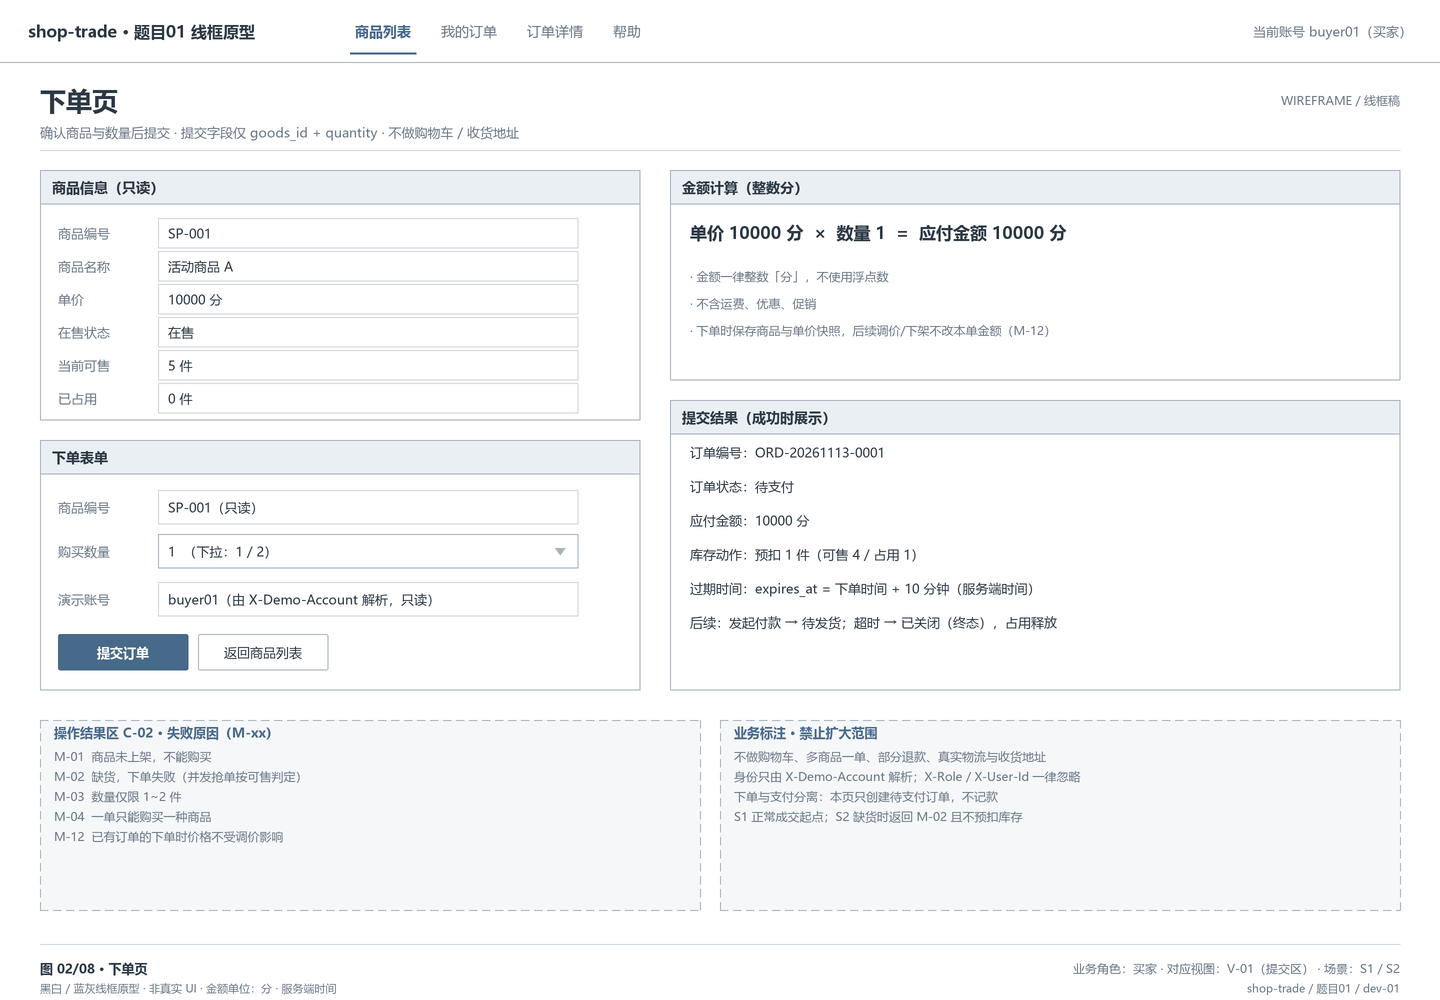 shop-trade • 题目01 线框原型
商品列表 我的订单 订单详情 帮助
当前账号 buyer01（买家）
下单页
WIREFRAME / 线框稿
确认商品与数量后提交 · 提交字段仅 goods_id + quantity · 不做购物车 / 收货地址
商品信息（只读）
商品编号 SP-001
商品名称 活动商品 A
单价 10000 分
在售状态 在售
当前可售 5 件
已占用 0 件
下单表单
商品编号 SP-001（只读）
购买数量 1 （下拉：1 / 2）
演示账号 buyer01（由 X-Demo-Account 解析，只读）
提交订单 返回商品列表
金额计算（整数分）
单价 10000 分 × 数量 1 = 应付金额 10000 分
· 金额一律整数「分」，不使用浮点数
· 不含运费、优惠、促销
· 下单时保存商品与单价快照，后续调价/下架不改本单金额（M-12）
提交结果（成功时展示）
订单编号：ORD-20261113-0001
订单状态：待支付
应付金额：10000 分
库存动作：预扣 1 件（可售 4 / 占用 1）
过期时间：expires_at = 下单时间 + 10 分钟（服务端时间）
后续：发起付款 → 待发货；超时 → 已关闭（终态），占用释放
操作结果区 C-02 • 失败原因（M-xx）
M-01 商品未上架，不能购买
M-02 缺货，下单失败（并发抢单按可售判定）
M-03 数量仅限 1~2 件
M-04 一单只能购买一种商品
M-12 已有订单的下单时价格不受调价影响
业务标注 • 禁止扩大范围
不做购物车、多商品一单、部分退款、真实物流与收货地址
身份只由 X-Demo-Account 解析；X-Role / X-User-Id 一律忽略
下单与支付分离：本页只创建待支付订单，不记款
S1 正常成交起点；S2 缺货时返回 M-02 且不预扣库存
图 02/08 • 下单页
黑白 / 蓝灰线框原型 · 非真实 UI · 金额单位：分 · 服务端时间
业务角色：买家 · 对应视图：V-01（提交区） · 场景：S1 / S2
shop-trade / 题目01 / dev-01